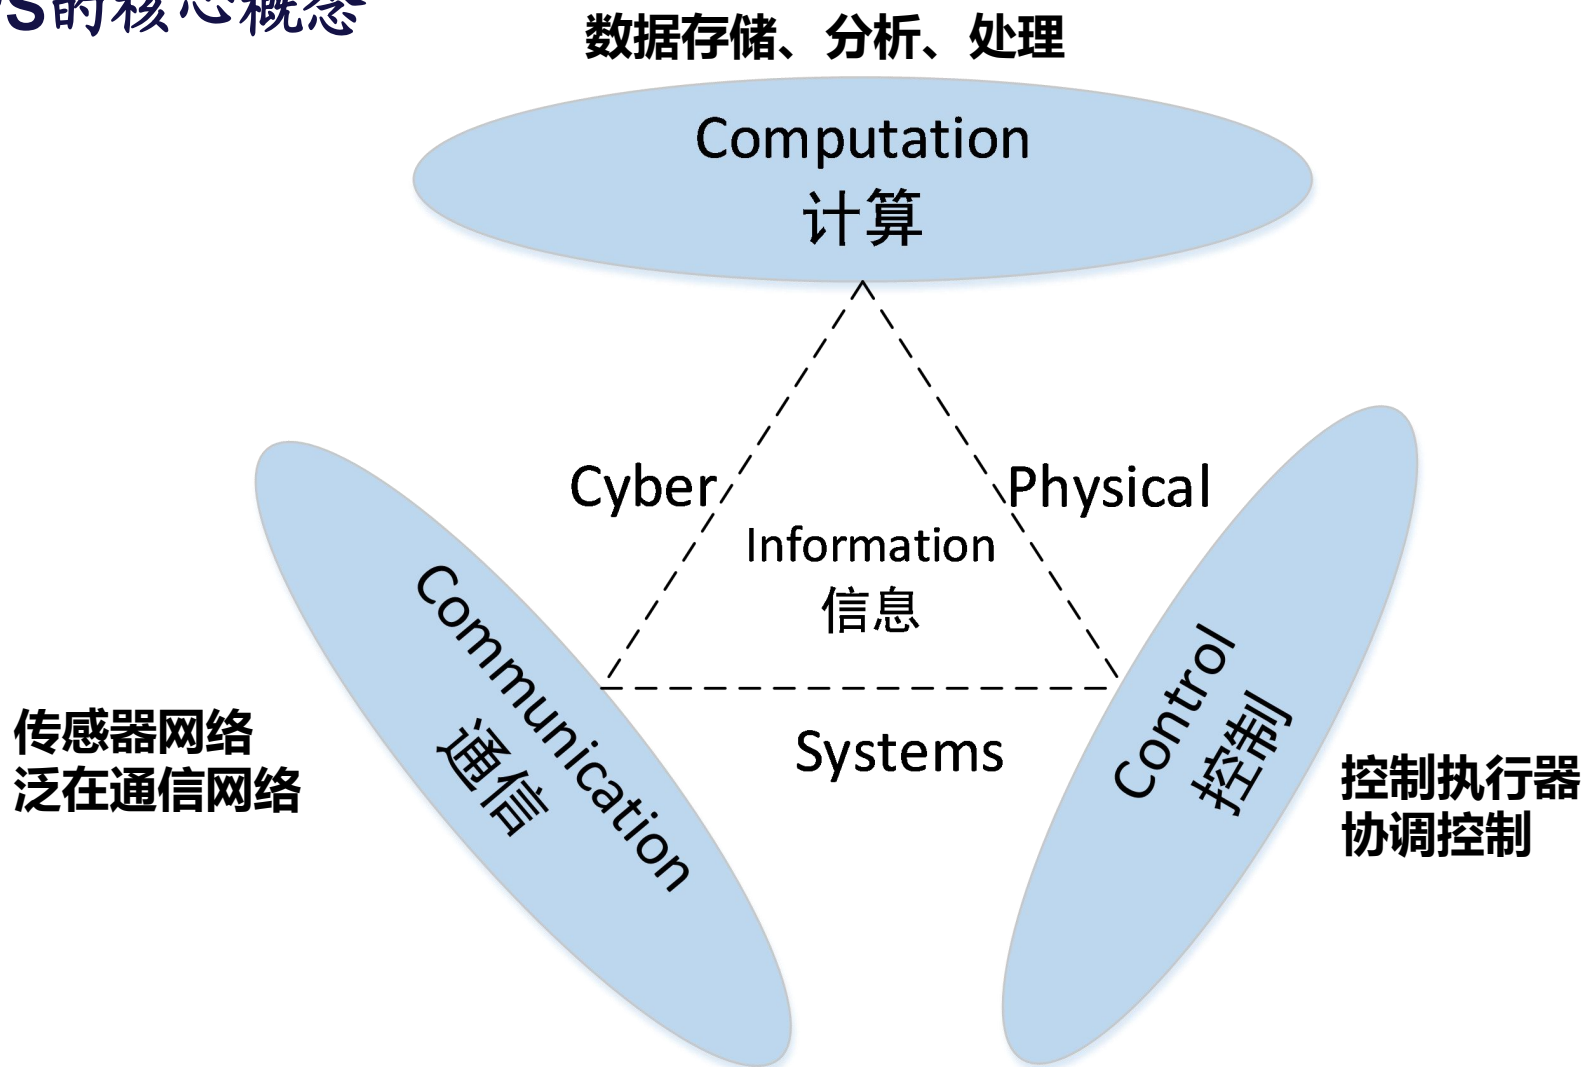 S的核心概念
数据存储、分析、处理
Computation
计算
Cyber
Physical
Information
信息
Communication
通信
Systems
Control
控制
传感器网络
泛在通信网络
控制执行器
协调控制